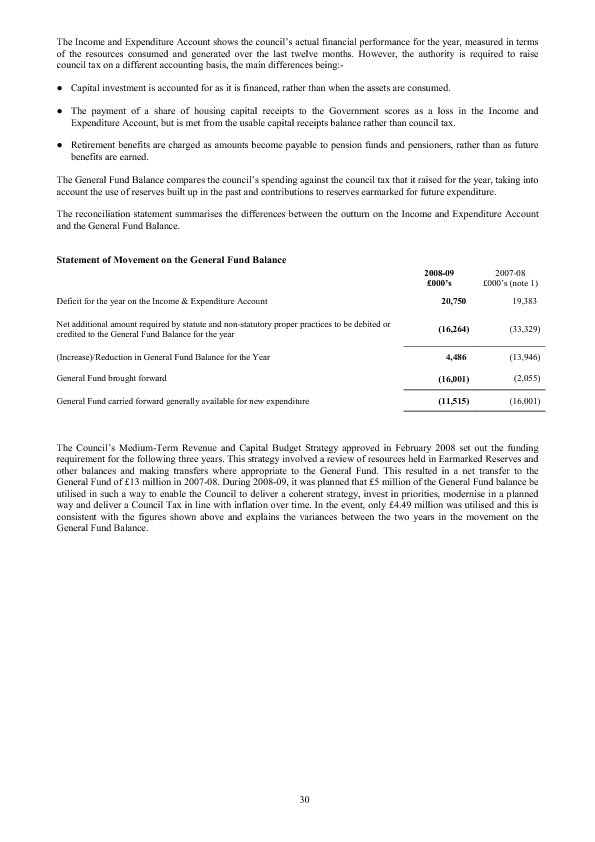 The Income and Expenditure Account shows the council's actual financial performance for the year, measured in terms
of the resources consumed and generated over the last twelve months. However, the authority is required to raise
council tax on a different accounting basis, the main differences being:-
● Capital investment is accounted for as it is financed, rather than when the assets are consumed.
● The payment of a share of housing capital receipts to the Government scores as a loss in the Income and
Expenditure Account, but is met from the usable capital receipts balance rather than council tax.
● Retirement benefits are charged as amounts become payable to pension funds and pensioners, rather than as future
benefits are earned.
The General Fund Balance compares the council's spending against the council tax that it raised for the year, taking into
account the use of reserves built up in the past and contributions to reserves earmarked for future expenditure.
The reconciliation statement summarises the differences between the outturn on the Income and Expenditure Account
and the General Fund Balance.
Statement of Movement on the General Fund Balance
2008-09 2007-08
£000's £000's (note 1)
Deficit for the year on the Income & Expenditure Account 20,750 19,383
Net additional amount required by statute and non-statutory proper practices to be debited or
credited to the General Fund Balance for the year (16,264) (33,329)
(Increase)/Reduction in General Fund Balance for the Year 4,486 (13,946)
General Fund brought forward (16,001) (2,055)
General Fund carried forward generally available for new expenditure (11,515) (16,001)
The Council's Medium-Term Revenue and Capital Budget Strategy approved in February 2008 set out the funding
requirement for the following three years. This strategy involved a review of resources held in Earmarked Reserves and
other balances and making transfers where appropriate to the General Fund. This resulted in a net transfer to the
General Fund of £13 million in 2007-08. During 2008-09, it was planned that £5 million of the General Fund balance be
utilised in such a way to enable the Council to deliver a coherent strategy, invest in priorities, modernise in a planned
way and deliver a Council Tax in line with inflation over time. In the event, only £4.49 million was utilised and this is
consistent with the figures shown above and explains the variances between the two years in the movement on the
General Fund Balance.
30